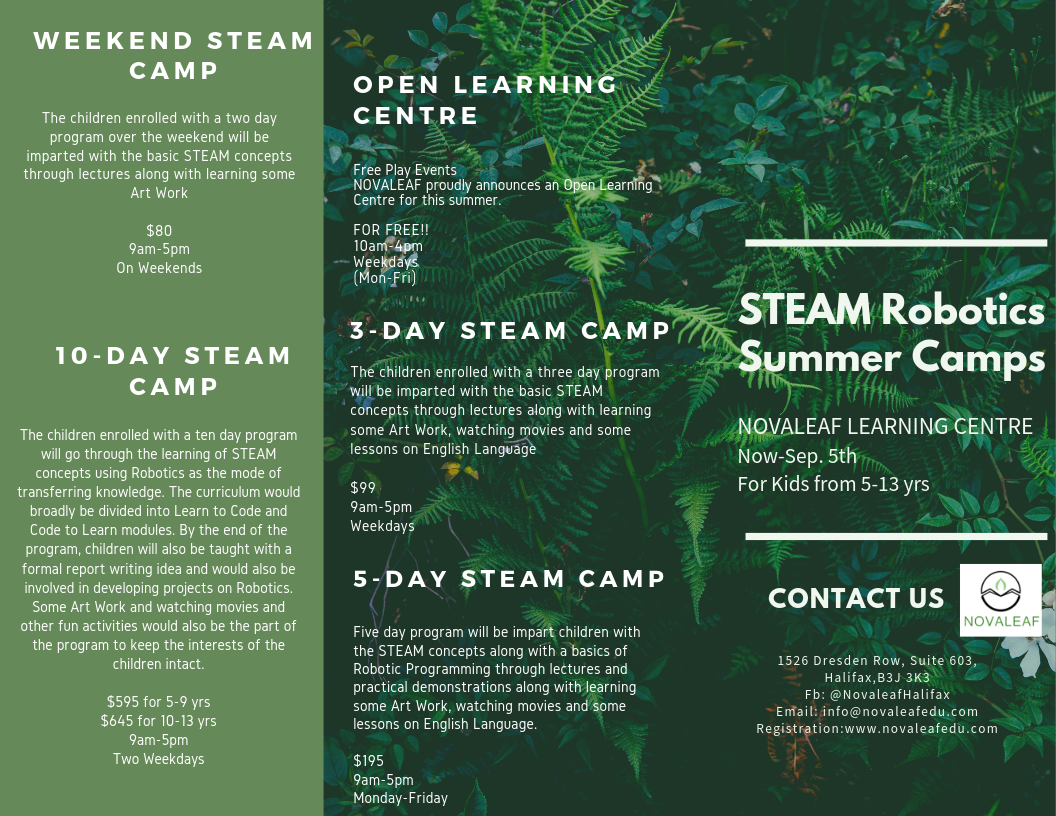 WEEKEND STEAM
CAMP
The children enrolled with a two day
program over the weekend will be
imparted with the basic STEAM concepts
through lectures along with learning some
Art Work
$80
9am-5pm
On Weekends
10-DAY STEAM
CAMP
The children enrolled with a ten day program
will go through the learning of STEAM
concepts using Robotics as the mode of
transferring knowledge. The curriculum would
broadly be divided into Learn to Code and
Code to Learn modules. By the end of the
program, children will also be taught with a
formal report writing idea and would also be
involved in developing projects on Robotics.
Some Art Work and watching movies and
other fun activities would also be the part of
the program to keep the interests of the
children intact.
$595 for 5-9 yrs
$645 for 10-13 yrs
9am-5pm
Two Weekdays
OPEN LEARNING
CENTRE
Free Play Events
NOVALEAF proudly announces an Open Learning
Centre for this summer.
FOR FREE!!
10am-4pm
Weekdays
(Mon-Fri)
3-DAY STEAM CAMP
The children enrolled with a three day program
will be imparted with the basic STEAM
concepts through lectures along with learning
some Art Work, watching movies and some
lessons on English Language
$99
9am-5pm
Weekdays
5-DAY STEAM CAMP
Five day program will be impart children with
the STEAM concepts along with a basics of
Robotic Programming through lectures and
practical demonstrations along with learning
some Art Work, watching movies and some
lessons on English Language.
$195
9am-5pm
Monday-Friday
STEAM Robotics
Summer Camps
NOVALEAF LEARNING CENTRE
Now-Sep. 5th
For Kids from 5-13 yrs
CONTACT US
NOVALEAF
1526 Dresden Row, Suite 603,
Halifax,B3J 3K3
Fb: @NovaleafHalifax
Email: info@novaleafedu.com
Registration:www.novaleafedu.com